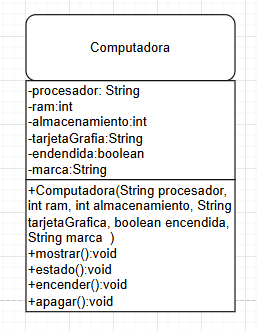 Computadora
-procesador: String
-ram:int
-almacenamiento:int
-tarjetaGrafia:String
-endendida:boolean
-marca:String
+Computadora(String procesador,
int ram, int almacenamiento, String
tarjetaGrafica, boolean encendida,
String marca )
+mostrar():void
+estado():void
+encender():void
+apagar():void